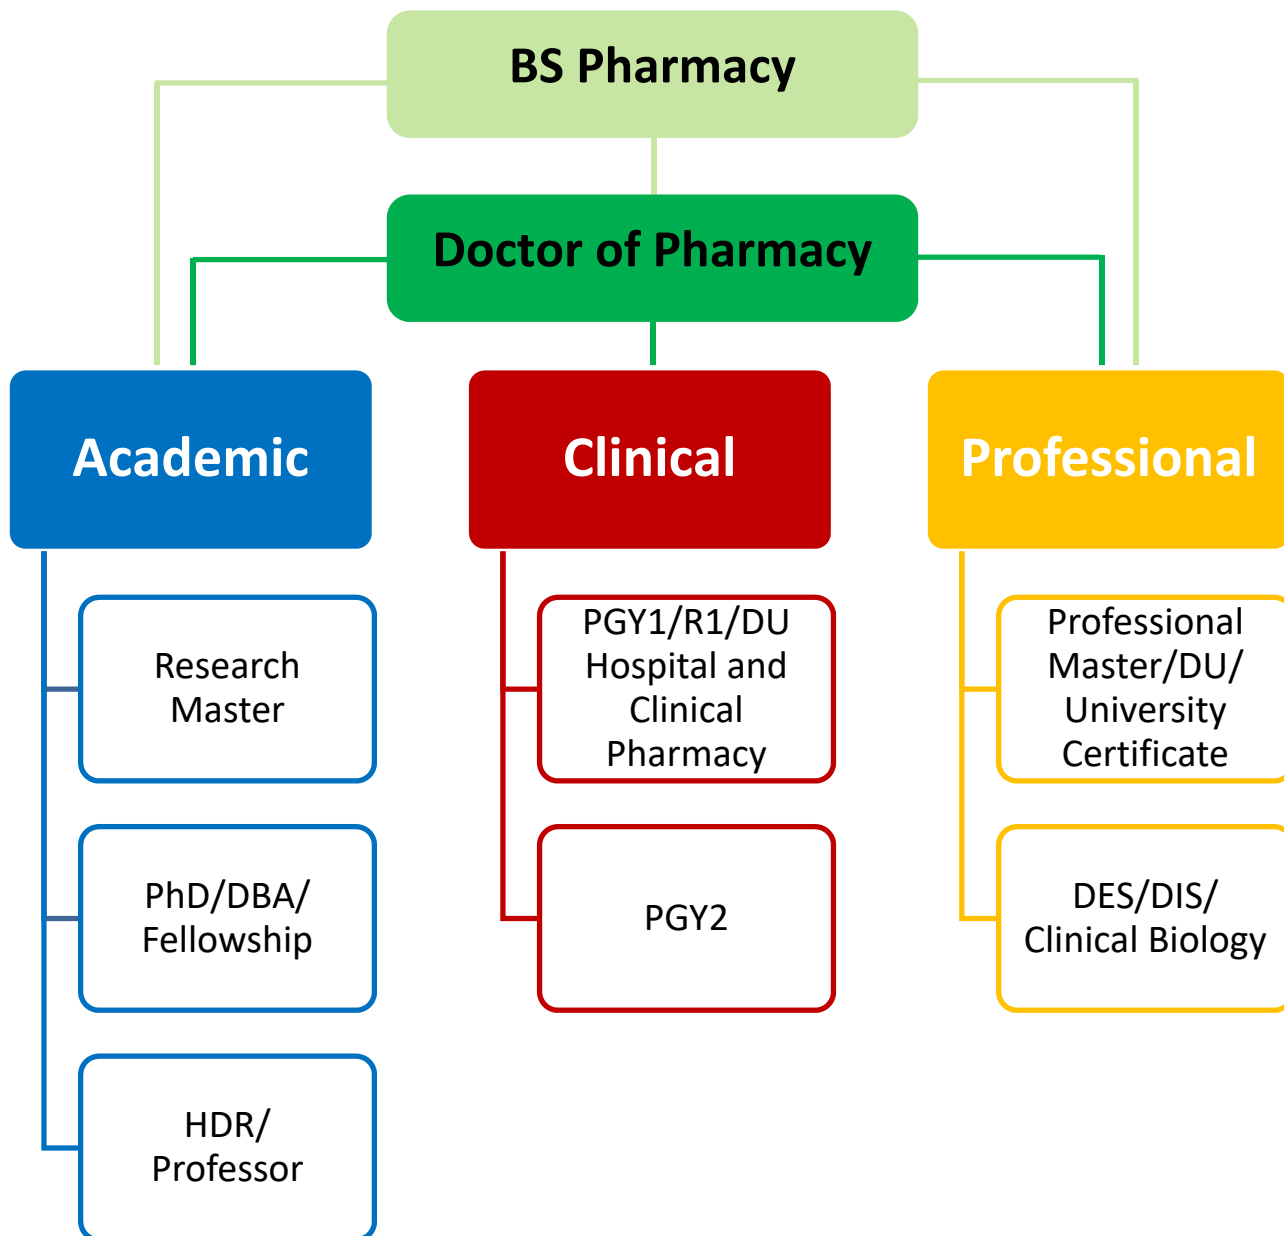 BS Pharmacy
Doctor of Pharmacy
Academic
Clinical
Professional
Research
Master
PhD/DBA/
Fellowship
HDR/
Professor
PGY1/R1/DU
Hospital and
Clinical
Pharmacy
PGY2
Professional
Master/DU/
University
Certificate
DES/DIS/
Clinical Biology